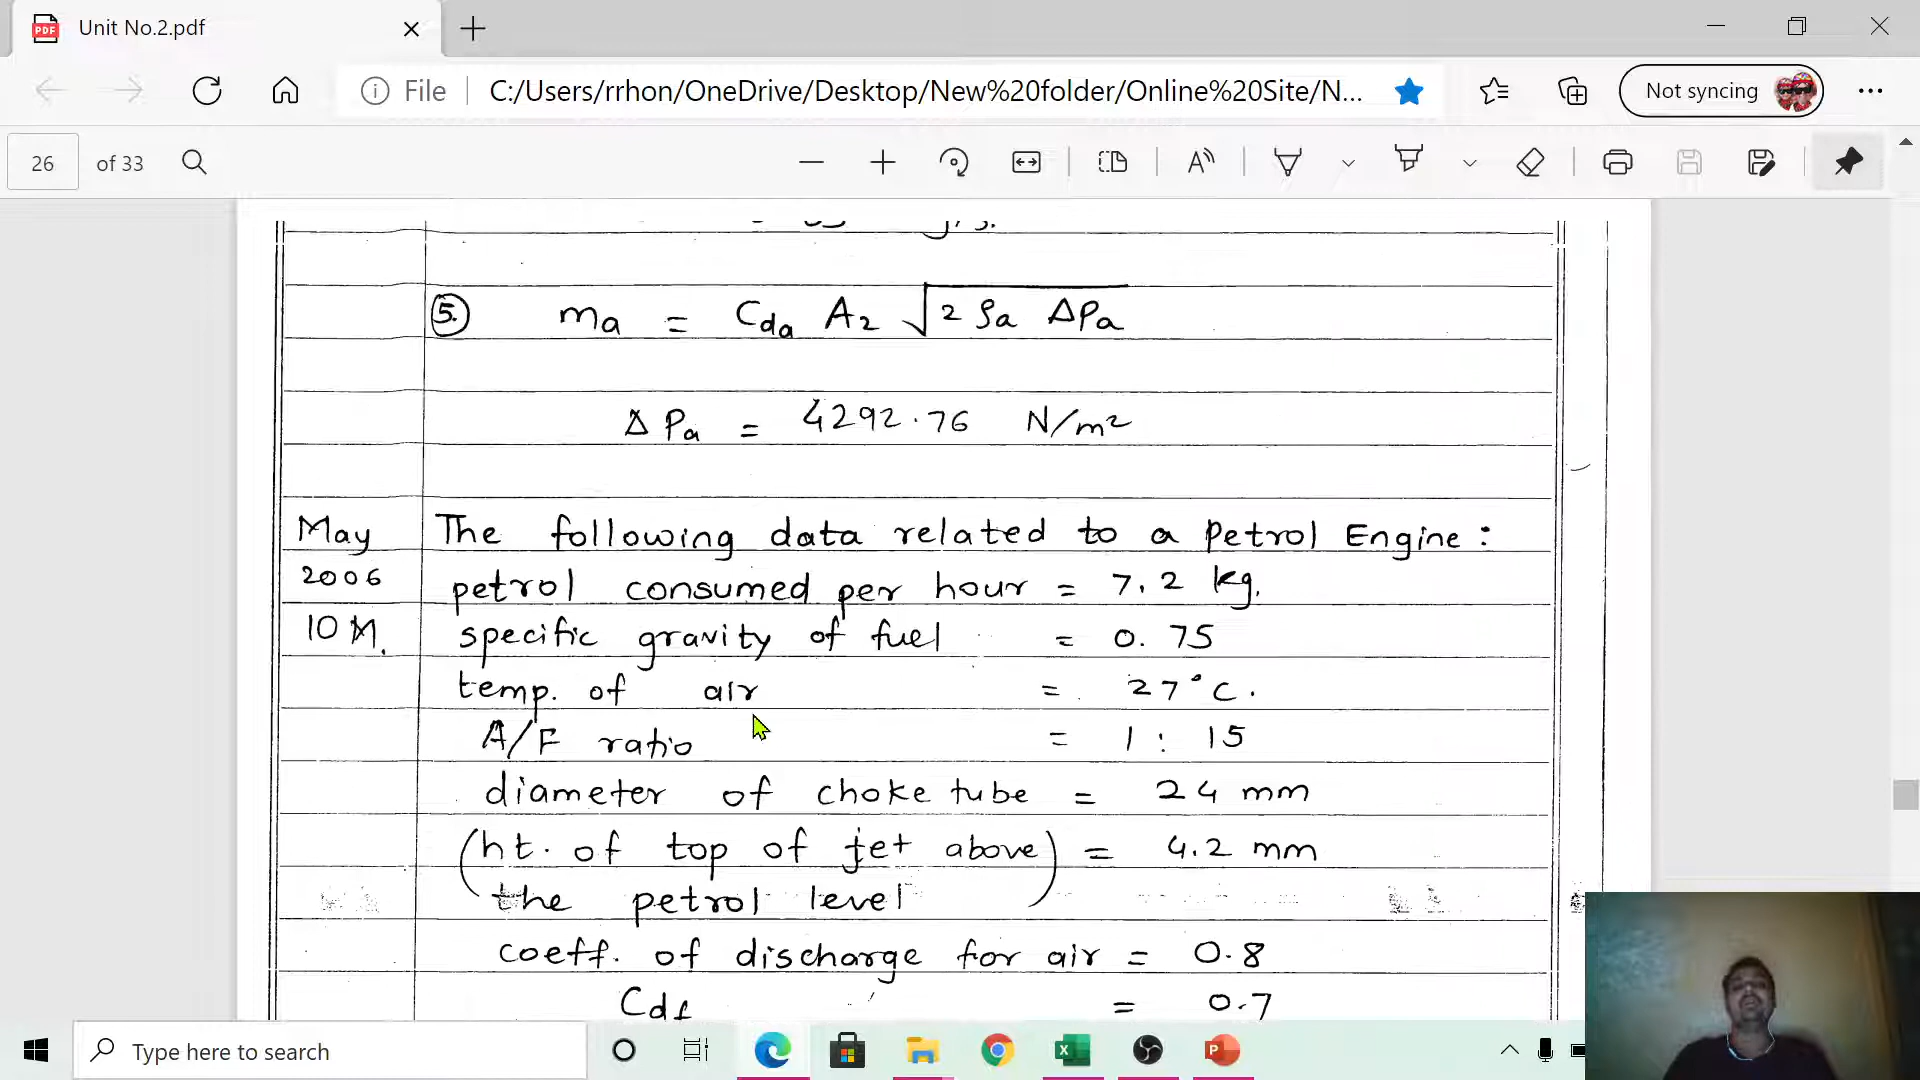 Unit No.2.pdf
File
C:/Users/rrhon/OneDrive/Desktop/New%20folder/Online%20Site/N...
Not syncing
26 of 33
⑤ ma = Cda A2 √2 ρa ΔPa
ΔPa = 4292.76 N/m²
May
2006
10 M.
The following data related to a Petrol Engine :
petrol consumed per hour = 7.2 kg.
specific gravity of fuel = 0.75
temp. of air = 27°C.
A/F ratio = 1 : 15
diameter of choke tube = 24 mm
(ht. of top of jet above = 4.2 mm
the petrol level)
coeff. of discharge for air = 0.8
Cdf = 0.7
Type here to search